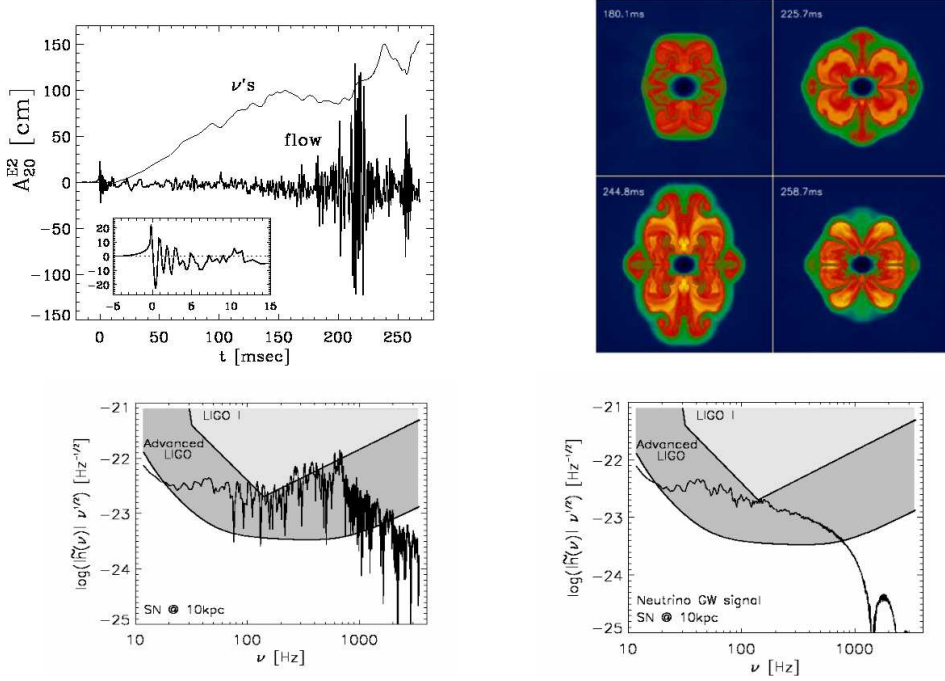 A^{E2}_{20} [cm]
150
100
50
0
−50
−100
−150
ν's
flow
20
10
0
−10
−20
−5 0 5 10 15
0 50 100 150 200 250
t [msec]
180.1ms
225.7ms
244.8ms
258.7ms
log(|h̃(ν)| ν^{1/2}) [Hz^{-1/2}]
−21
−22
−23
−24
−25
LIGO I
Advanced
LIGO
SN @ 10kpc
10 100 1000
ν [Hz]
log(|h̃(ν)| ν^{1/2}) [Hz^{-1/2}]
−21
−22
−23
−24
−25
LIGO I
Advanced
LIGO
Neutrino GW signal
SN @ 10kpc
10 100 1000
ν [Hz]